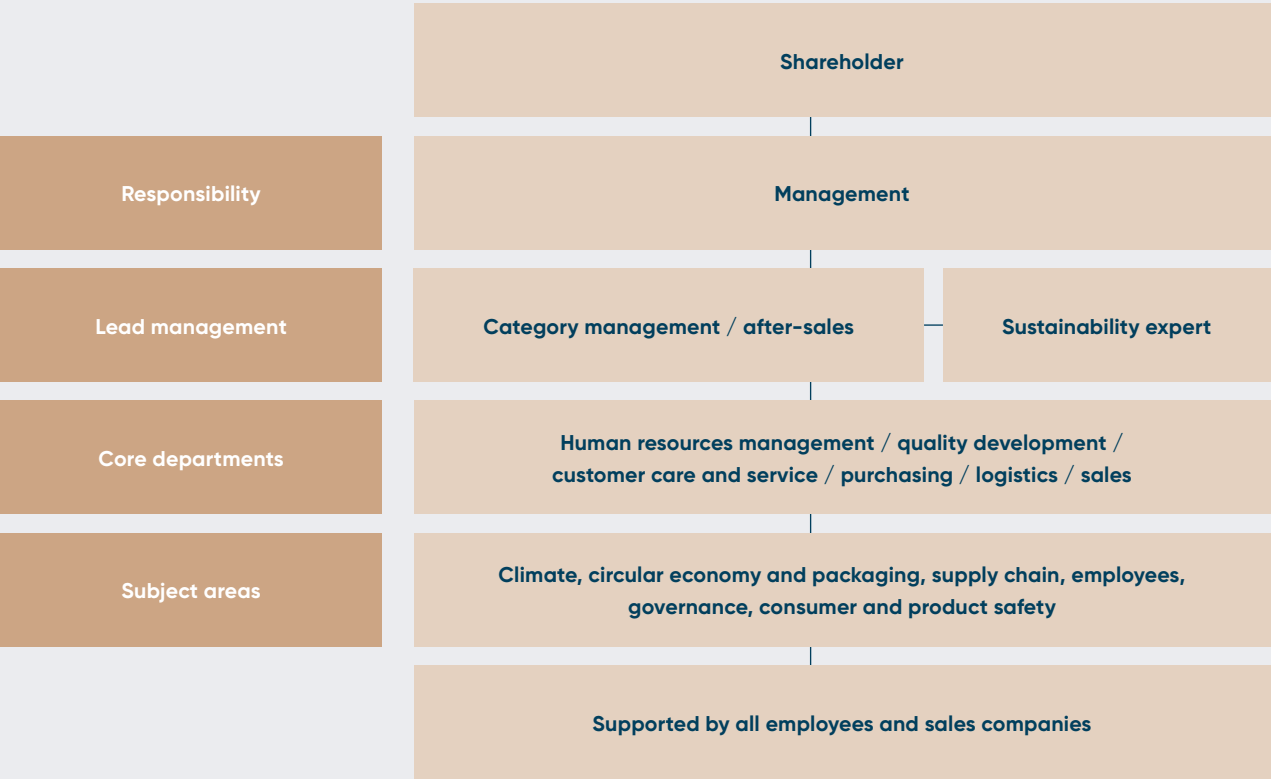 Shareholder
Responsibility
Management
Lead management
Category management / after-sales
Sustainability expert
Core departments
Human resources management / quality development /
customer care and service / purchasing / logistics / sales
Subject areas
Climate, circular economy and packaging, supply chain, employees,
governance, consumer and product safety
Supported by all employees and sales companies